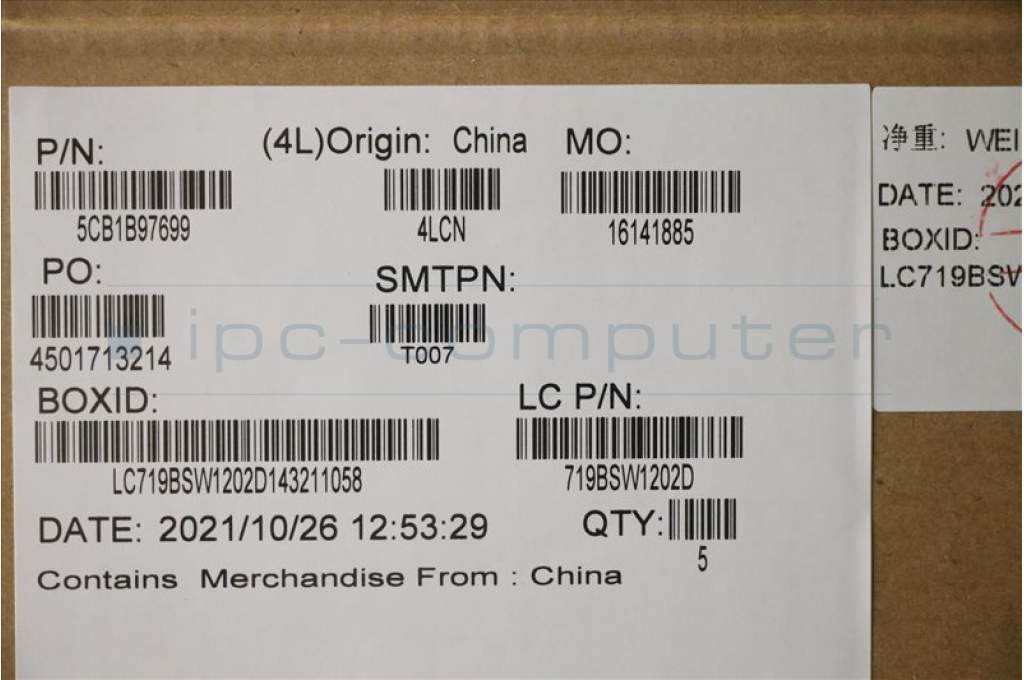 P/N: (4L)Origin: China MO:
5CB1B97699 4LCN 16141885
PO: SMTPN:
4501713214 T007
BOXID: LC P/N:
LC719BSW1202D143211058 719BSW1202D
DATE: 2021/10/26 12:53:29 QTY:
5
Contains Merchandise From : China
净重: WEI
DATE: 202
BOXID:
LC719BSW
ipc-computer